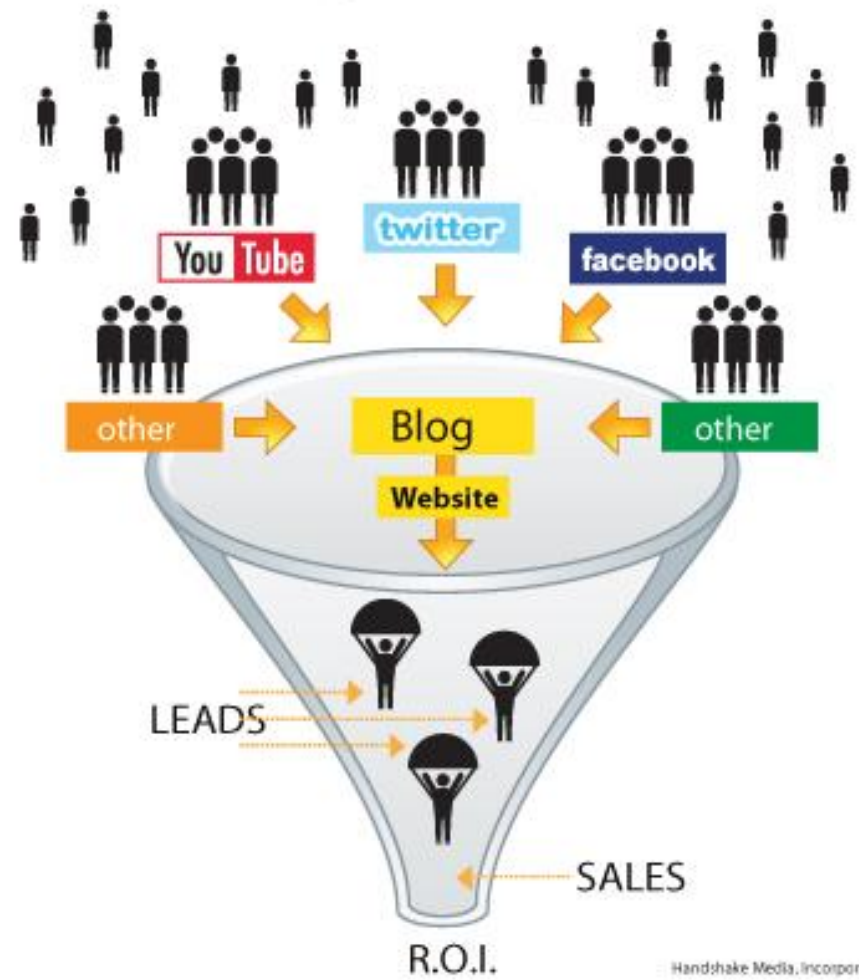 twitter
You Tube
facebook
other
Blog
other
Website
LEADS
SALES
R.O.I.
Handshake Media, Incorpor